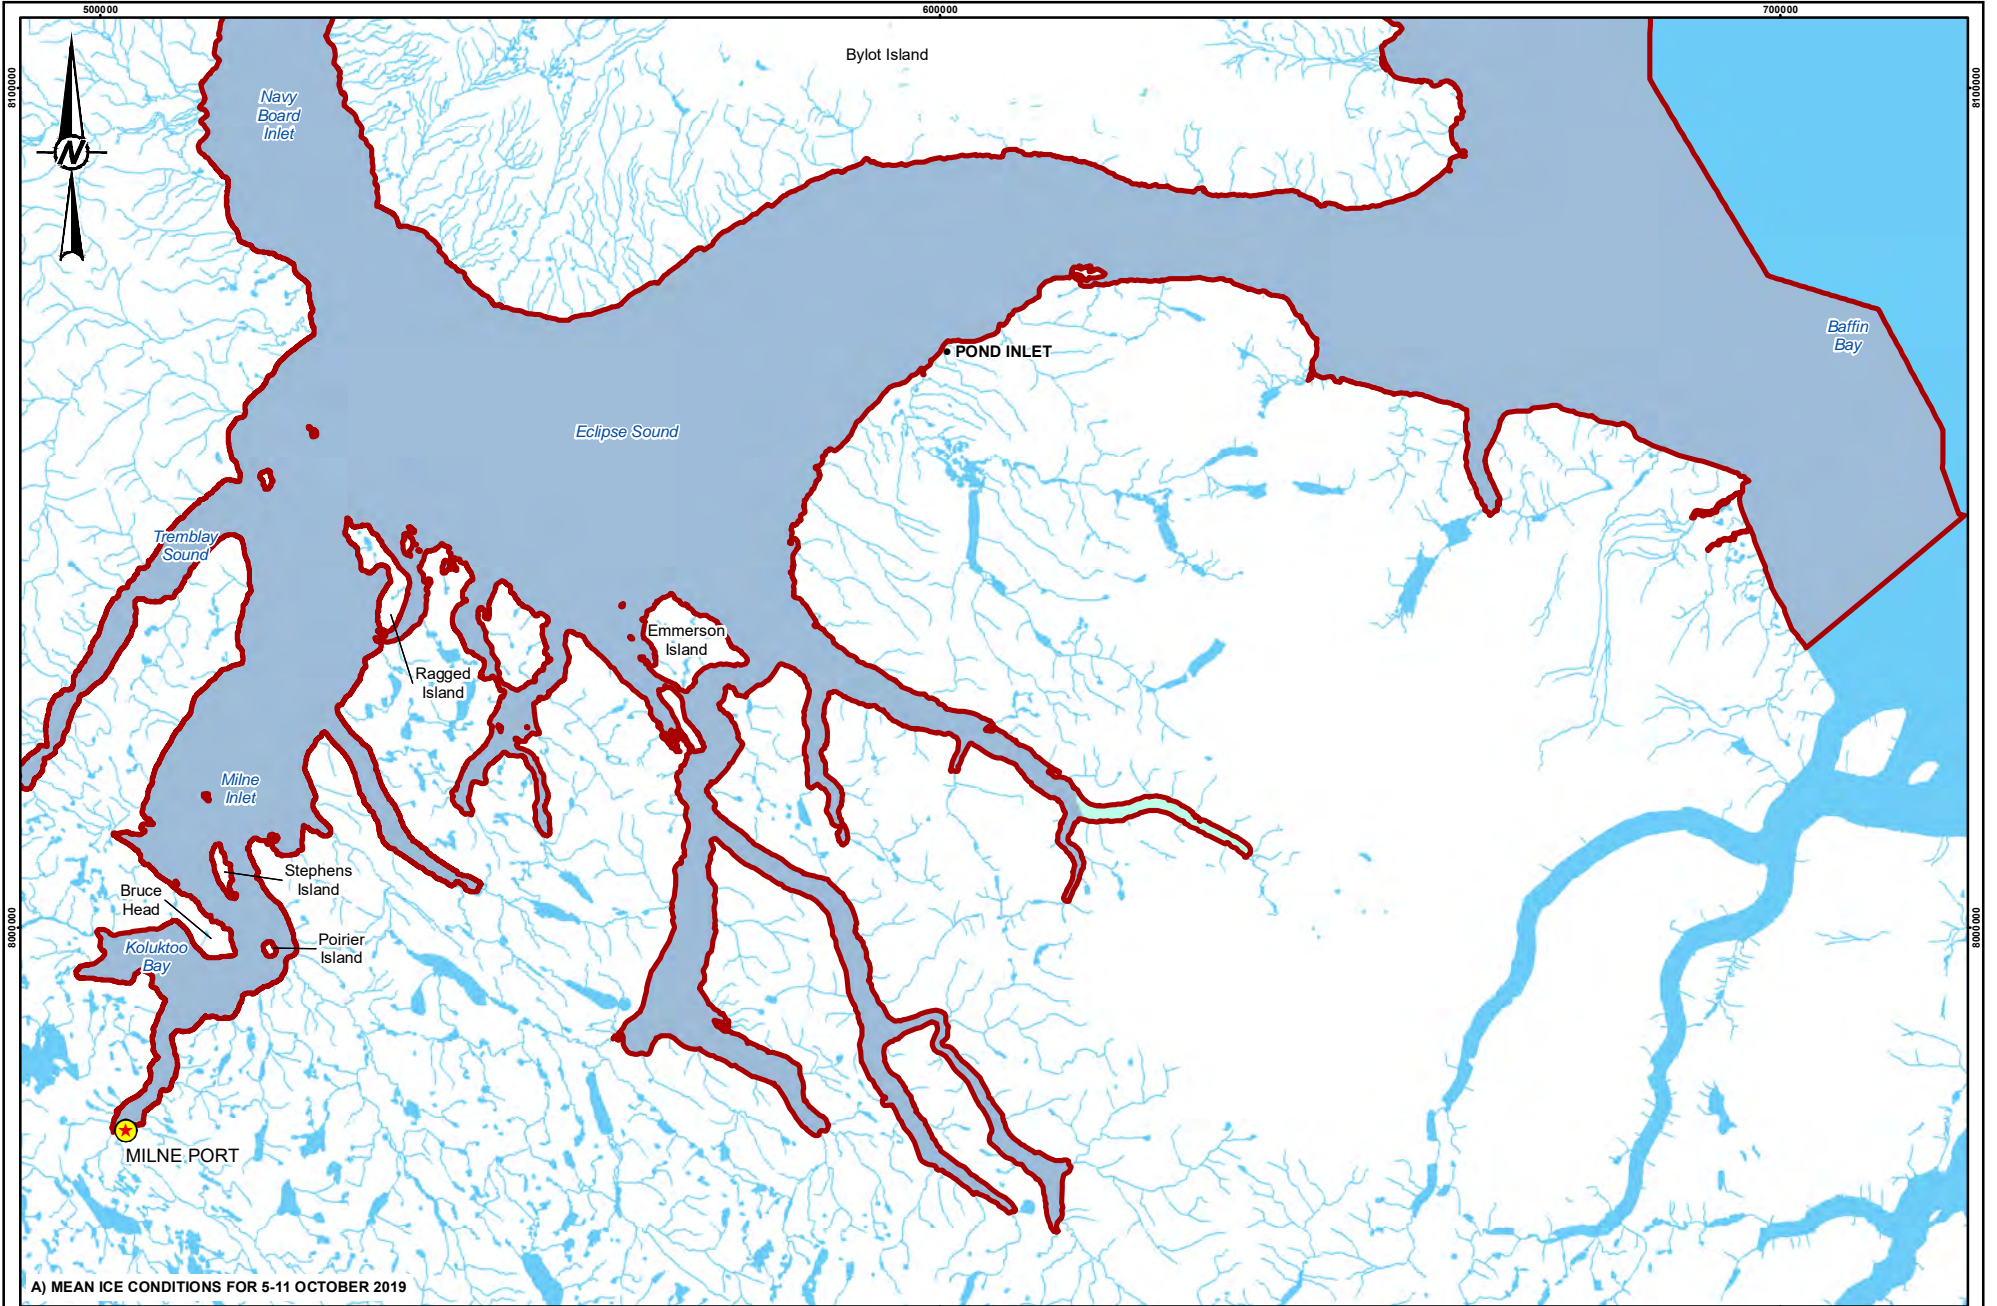 500000
600000
700000
8100000
8100000
Bylot Island
Navy
Board
Inlet
N
Baffin
Bay
POND INLET
Eclipse Sound
Tremblay
Sound
Emmerson
Island
Ragged
Island
Milne
Inlet
Stephens
Island
Bruce
Head
Poirier
Island
Koluktoo
Bay
8000000
8000000
MILNE PORT
A) MEAN ICE CONDITIONS FOR 5-11 OCTOBER 2019